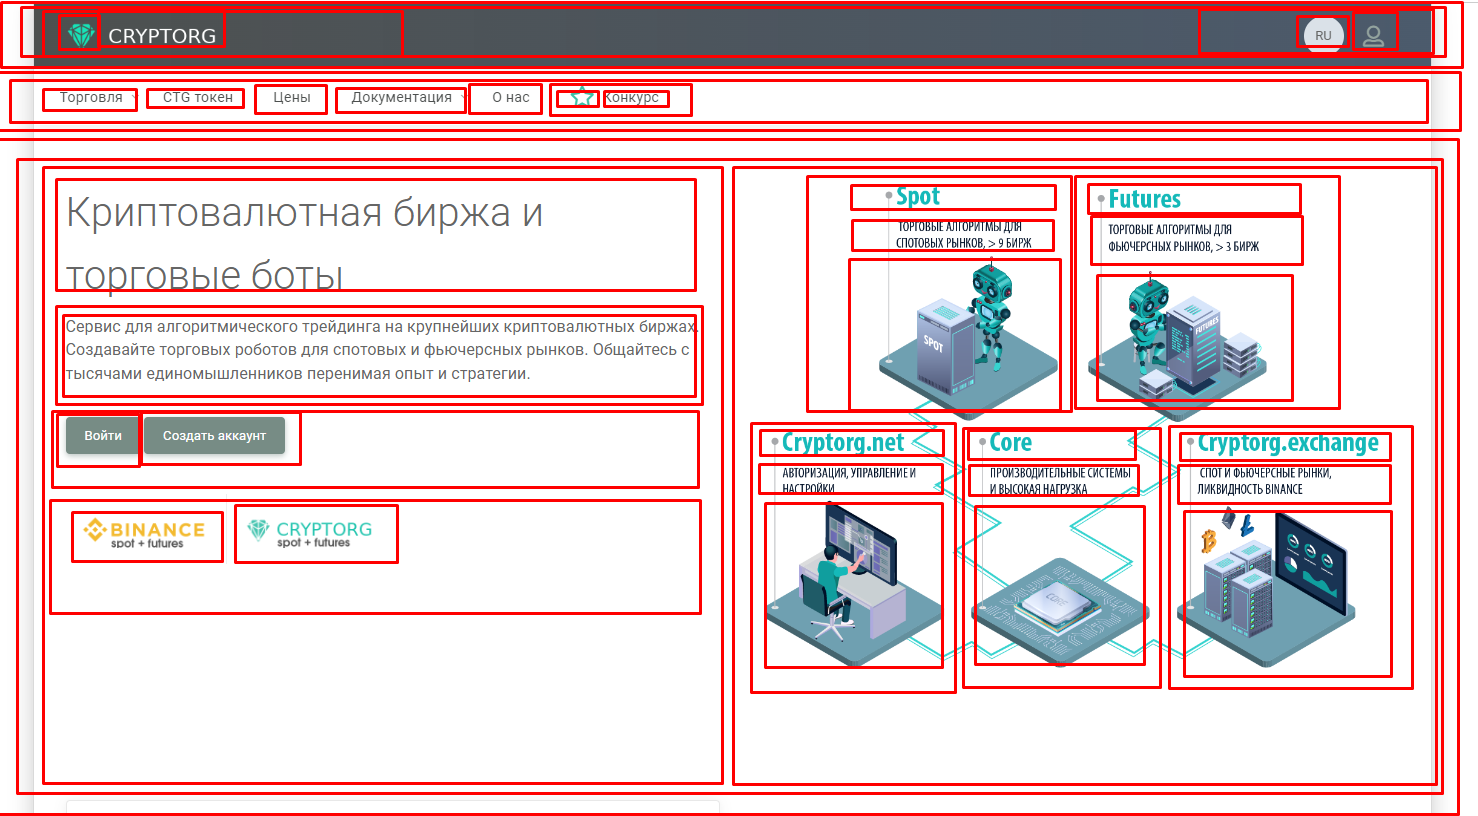 CRYPTORG
RU
Торговля
CTG токен
Цены
Документация
О нас
Конкурс
Криптовалютная биржа и
торговые боты
Сервис для алгоритмического трейдинга на крупнейших криптовалютных биржах.
Создавайте торговых роботов для спотовых и фьючерсных рынков. Общайтесь с
тысячами единомышленников перенимая опыт и стратегии.
Войти
Создать аккаунт
BINANCE
spot + futures
CRYPTORG
spot + futures
Spot
ТОРГОВЫЕ АЛГОРИТМЫ ДЛЯ
СПОТОВЫХ РЫНКОВ, > 9 БИРЖ
SPOT
Futures
ТОРГОВЫЕ АЛГОРИТМЫ ДЛЯ
ФЬЮЧЕРСНЫХ РЫНКОВ, > 3 БИРЖ
FUTURES
Cryptorg.net
АВТОРИЗАЦИЯ, УПРАВЛЕНИЕ И
НАСТРОЙКИ
Core
ПРОИЗВОДИТЕЛЬНЫЕ СИСТЕМЫ
И ВЫСОКАЯ НАГРУЗКА
CORE
Cryptorg.exchange
СПОТ И ФЬЮЧЕРСНЫЕ РЫНКИ,
ЛИКВИДНОСТЬ BINANCE